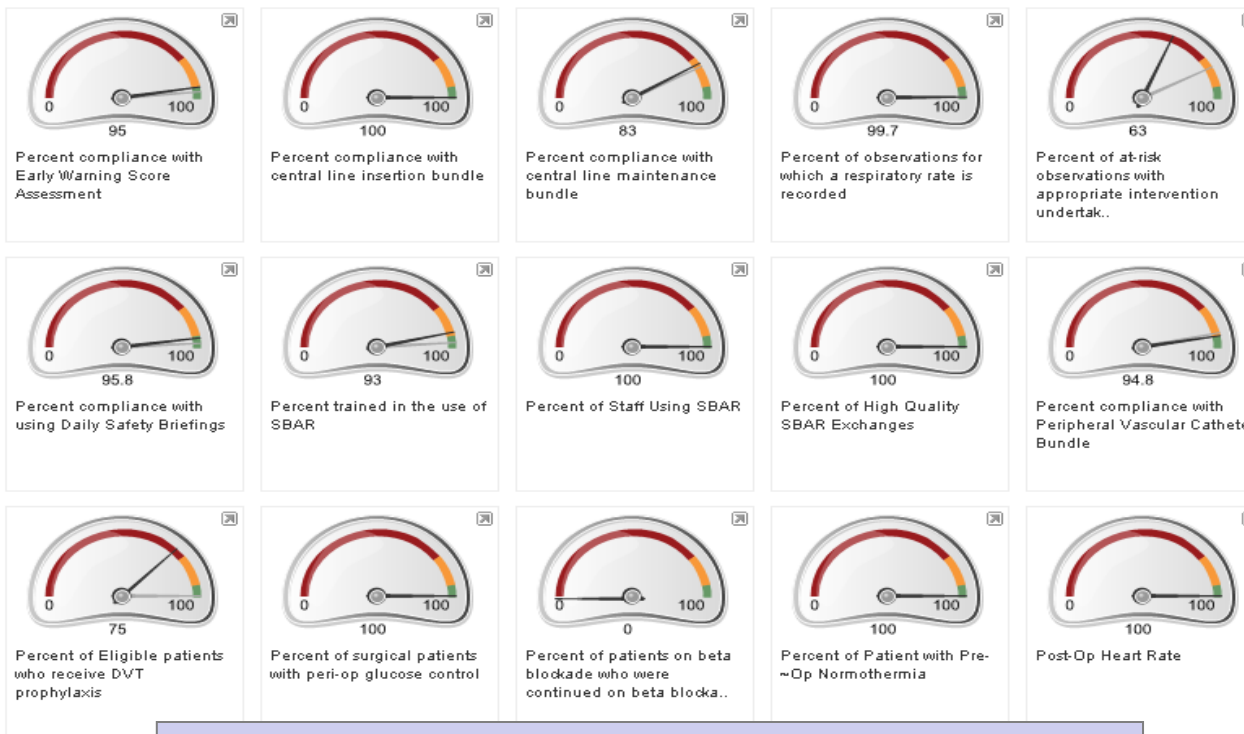 0 100
95
Percent compliance with
Early Warning Score
Assessment
0 100
100
Percent compliance with
central line insertion bundle
0 100
83
Percent compliance with
central line maintenance
bundle
0 100
99.7
Percent of observations for
which a respiratory rate is
recorded
0 100
63
Percent of at-risk
observations with
appropriate intervention
undertak..
0 100
95.8
Percent compliance with
using Daily Safety Briefings
0 100
93
Percent trained in the use of
SBAR
0 100
100
Percent of Staff Using SBAR
0 100
100
Percent of High Quality
SBAR Exchanges
0 100
94.8
Percent compliance with
Peripheral Vascular Cathete
Bundle
0 100
75
Percent of Eligible patients
who receive DVT
prophylaxis
0 100
100
Percent of surgical patients
with peri-op glucose control
0 100
0
Percent of patients on beta
blockade who were
continued on beta blocka..
0 100
100
Percent of Patient with Pre-
~Op Normothermia
0 100
100
Post-Op Heart Rate